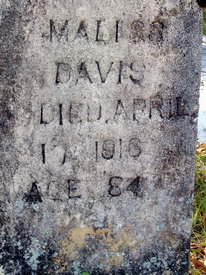 MALISS
DAVIS
DIED. APRIL
17 1916
AGE 84